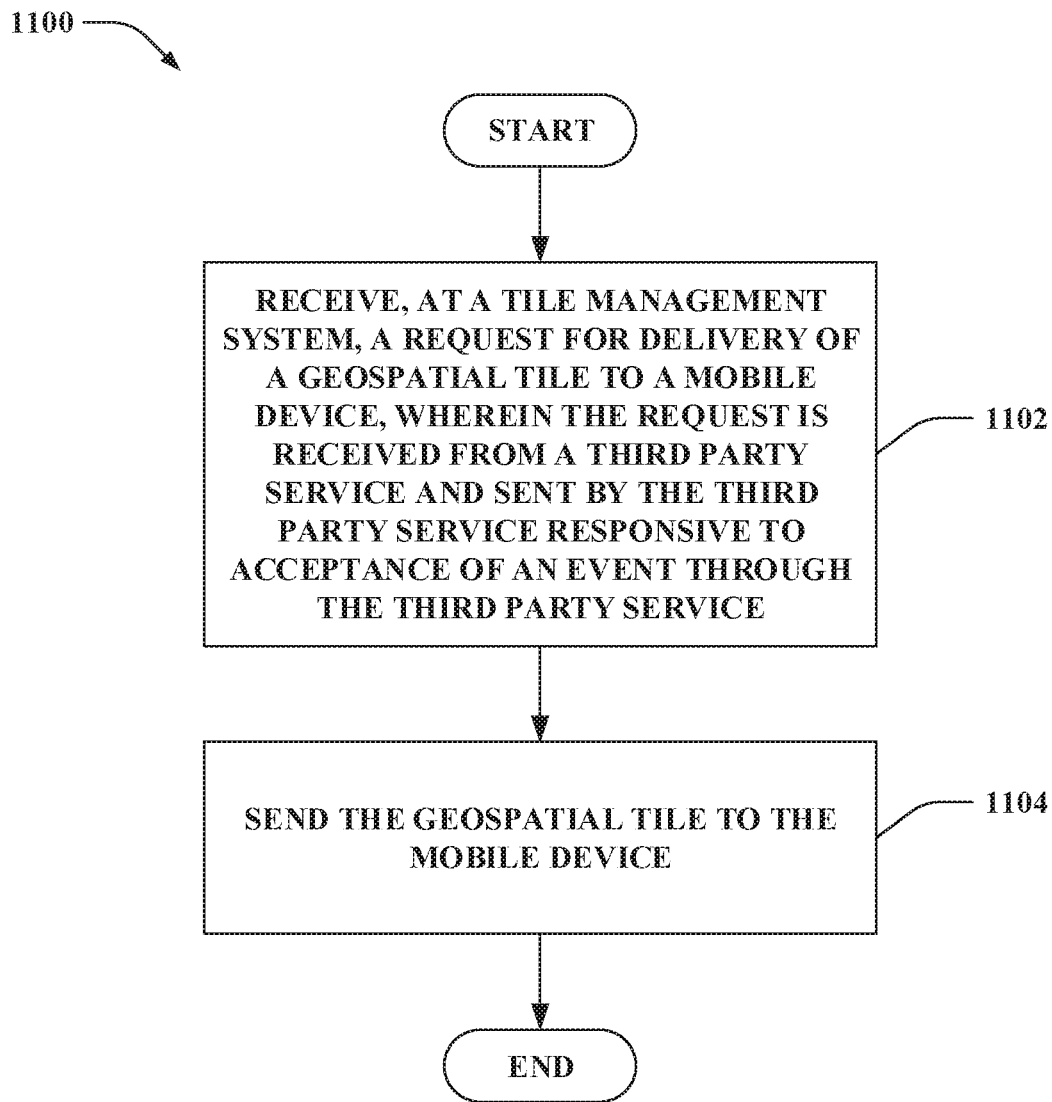 1100
START
RECEIVE, AT A TILE MANAGEMENT
SYSTEM, A REQUEST FOR DELIVERY OF
A GEOSPATIAL TILE TO A MOBILE
DEVICE, WHEREIN THE REQUEST IS
RECEIVED FROM A THIRD PARTY
SERVICE AND SENT BY THE THIRD
PARTY SERVICE RESPONSIVE TO
ACCEPTANCE OF AN EVENT THROUGH
THE THIRD PARTY SERVICE
1102
SEND THE GEOSPATIAL TILE TO THE
MOBILE DEVICE
1104
END